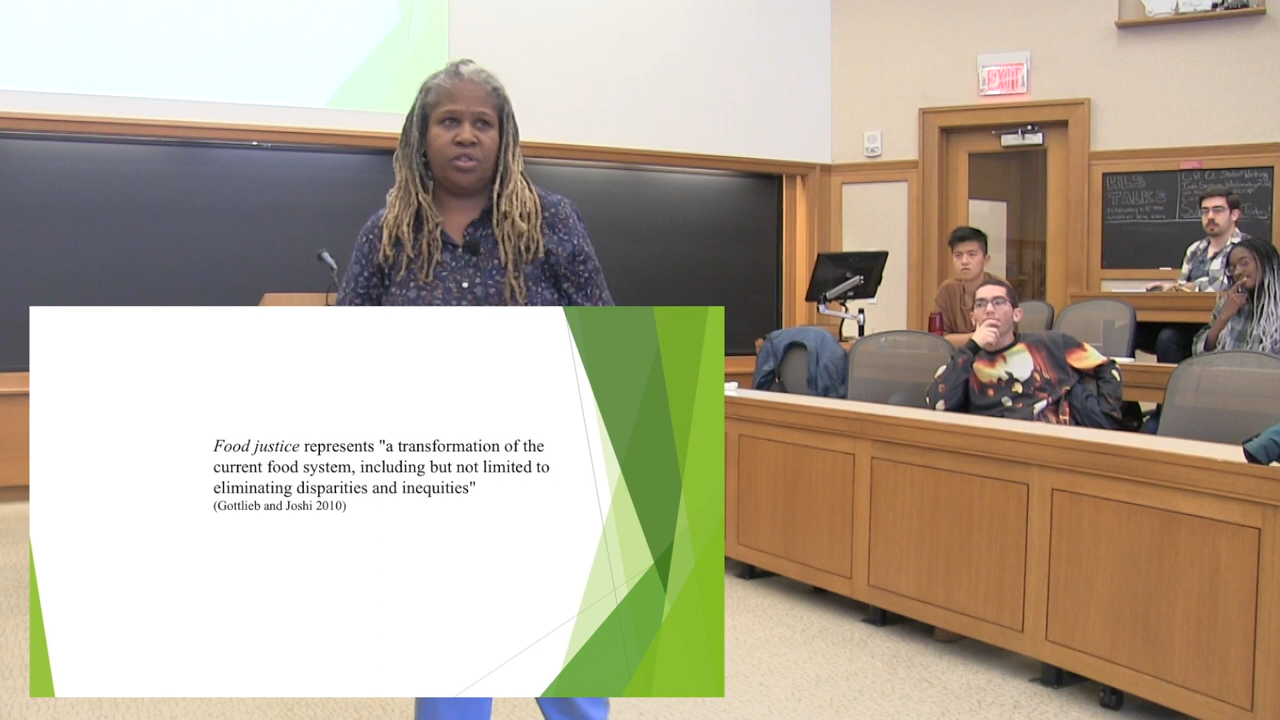 EXIT
HLS
TALKS
Food justice represents "a transformation of the
current food system, including but not limited to
eliminating disparities and inequities"
(Gottlieb and Joshi 2010)